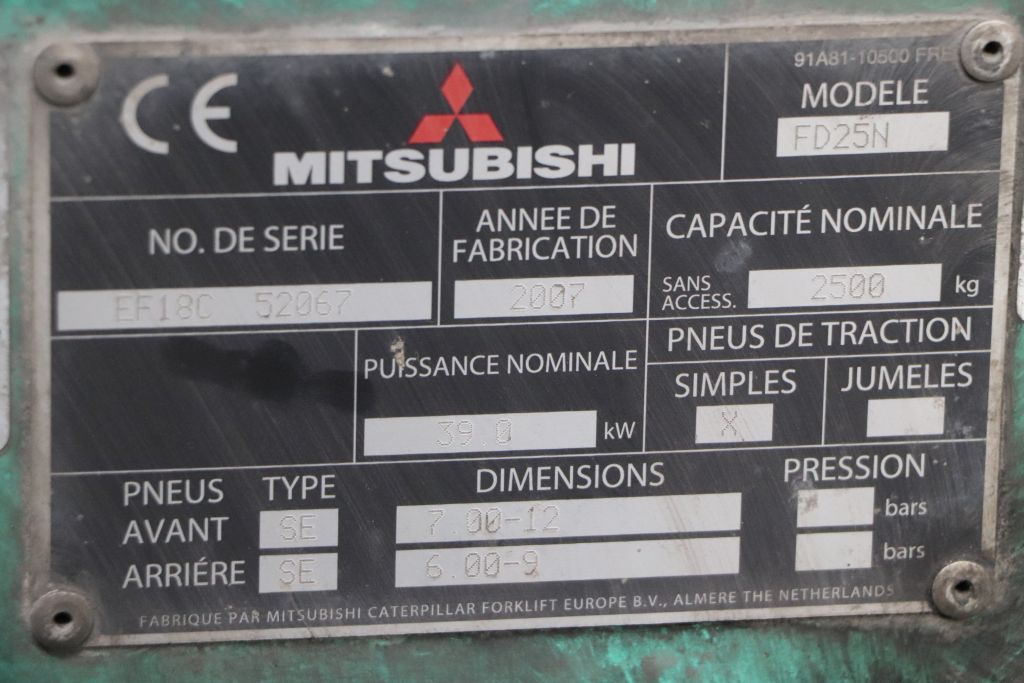 91A81-10500 FRE
CE
MITSUBISHI
MODELE
FD25N
NO. DE SERIE
EF18C 52067
ANNEE DE
FABRICATION
2007
CAPACITÉ NOMINALE
SANS
ACCESS.
2500 kg
PUISSANCE NOMINALE
39.0 kW
PNEUS DE TRACTION
SIMPLES JUMELES
X
PNEUS TYPE DIMENSIONS PRESSION
AVANT SE 7.00-12 bars
ARRIÉRE SE 6.00-9 bars
FABRIQUE PAR MITSUBISHI CATERPILLAR FORKLIFT EUROPE B.V., ALMERE THE NETHERLANDS